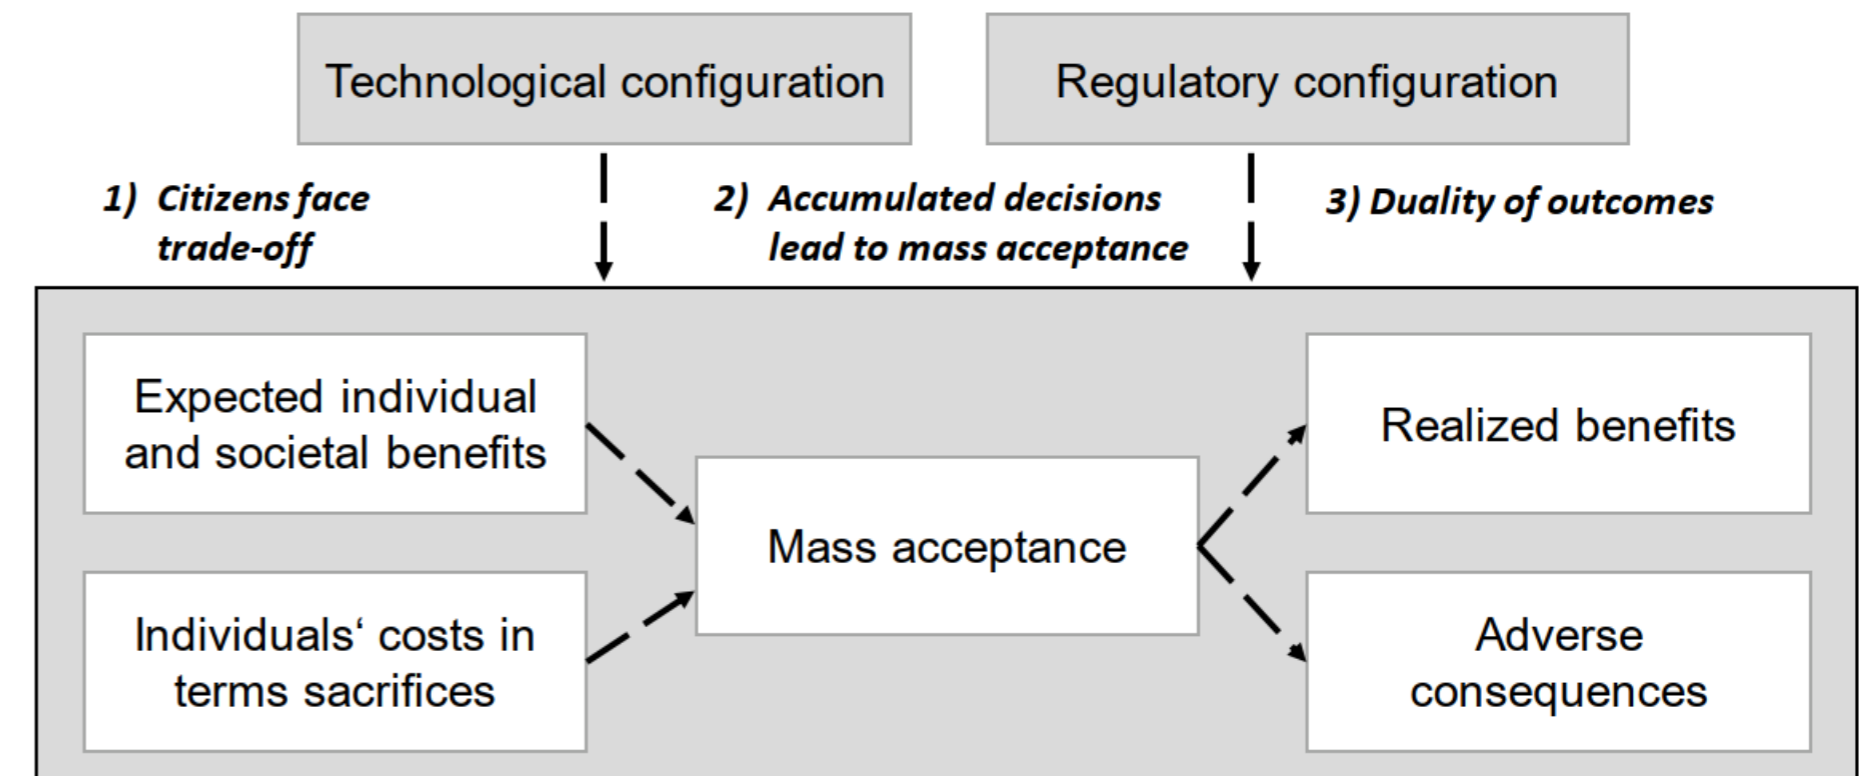 Technological configuration
Regulatory configuration
1) Citizens face
trade-off
2) Accumulated decisions
lead to mass acceptance
3) Duality of outcomes
Expected individual
and societal benefits
Individuals‘ costs in
terms sacrifices
Mass acceptance
Realized benefits
Adverse
consequences